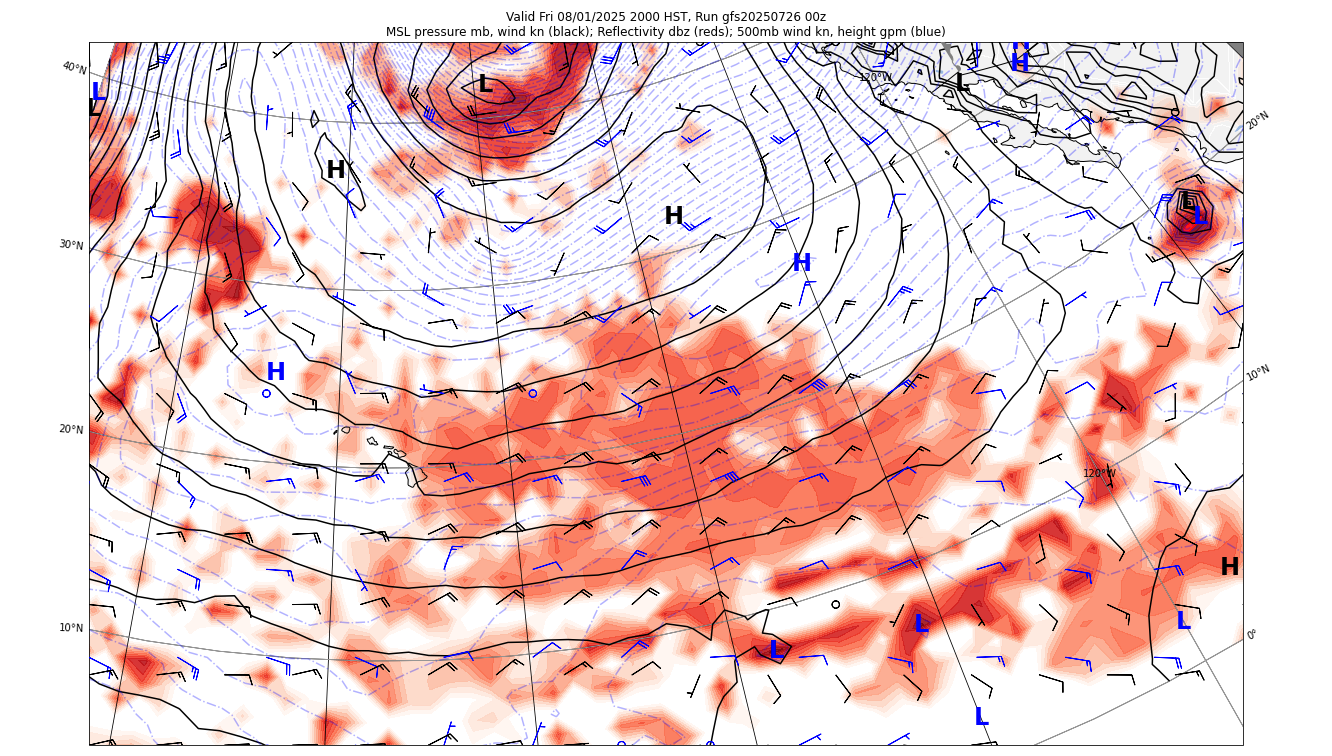 Valid Fri 08/01/2025 2000 HST, Run gfs20250726 00z
MSL pressure mb, wind kn (black); Reflectivity dbz (reds); 500mb wind kn, height gpm (blue)
H
40°N
120°W
H
L
L
L
L
20°N
H
L
L
H
30°N
H
H
10°N
20°N
120°W
H
10°N
L
L
0°
L
L